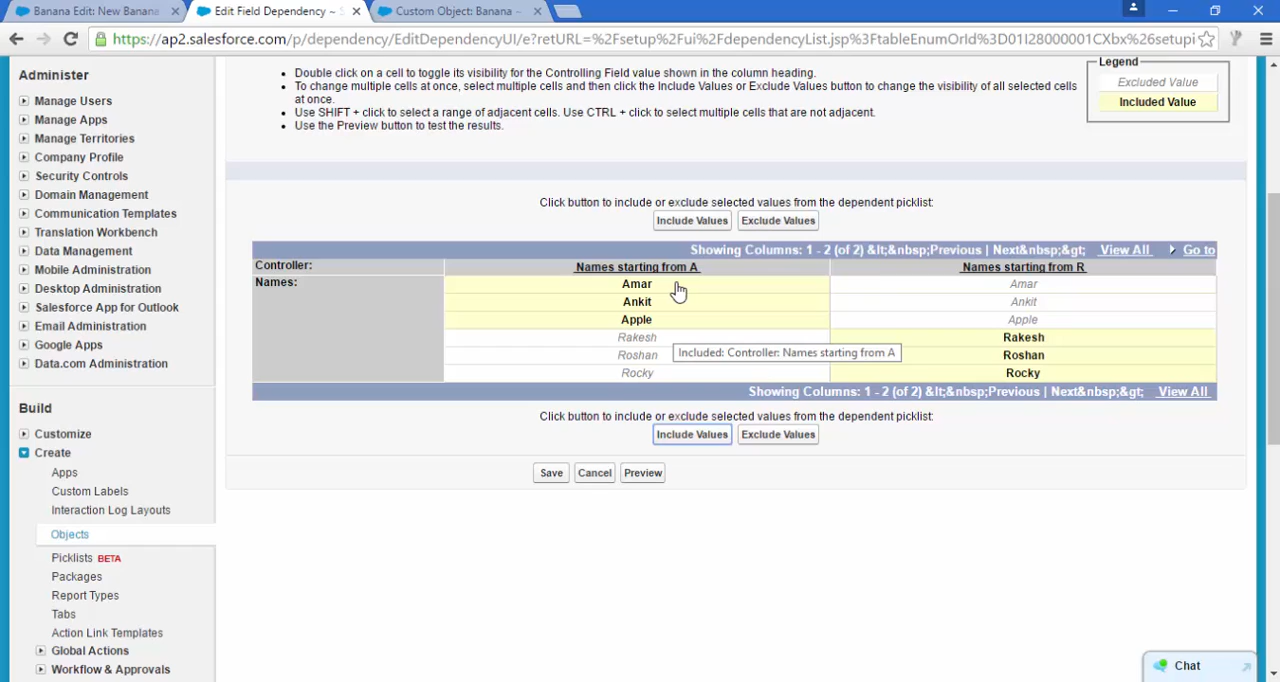 Banana Edit: New Banana
Edit Field Dependency ~ S
Custom Object: Banana ~
https://ap2.salesforce.com/p/dependency/EditDependencyUI/e?retURL=%2Fsetup%2Fui%2FdependencyList.jsp%3FtableEnumOrId%3D01I28000001CXbx%26setupi
Administer
Manage Users
Manage Apps
Manage Territories
Company Profile
Security Controls
Domain Management
Communication Templates
Translation Workbench
Data Management
Mobile Administration
Desktop Administration
Salesforce App for Outlook
Email Administration
Google Apps
Data.com Administration
Build
Customize
Create
Apps
Custom Labels
Interaction Log Layouts
Objects
Picklists BETA
Packages
Report Types
Tabs
Action Link Templates
Global Actions
Workflow & Approvals
Double click on a cell to toggle its visibility for the Controlling Field value shown in the column heading.
To change multiple cells at once, select multiple cells and then click the Include Values or Exclude Values button to change the visibility of all selected cells
at once.
Use SHIFT + click to select a range of adjacent cells. Use CTRL + click to select multiple cells that are not adjacent.
Use the Preview button to test the results.
Legend
Excluded Value
Included Value
Click button to include or exclude selected values from the dependent picklist:
Include Values Exclude Values
Showing Columns: 1 - 2 (of 2) &lt;&nbsp;Previous | Next&nbsp;&gt; View All Go to
Controller: Names starting from A Names starting from R
Names: Amar Amar
Ankit Ankit
Apple Apple
Rakesh Rakesh
Roshan Roshan
Rocky Rocky
Included: Controller: Names starting from A
Showing Columns: 1 - 2 (of 2) &lt;&nbsp;Previous | Next&nbsp;&gt; View All
Click button to include or exclude selected values from the dependent picklist:
Include Values Exclude Values
Save Cancel Preview
Chat